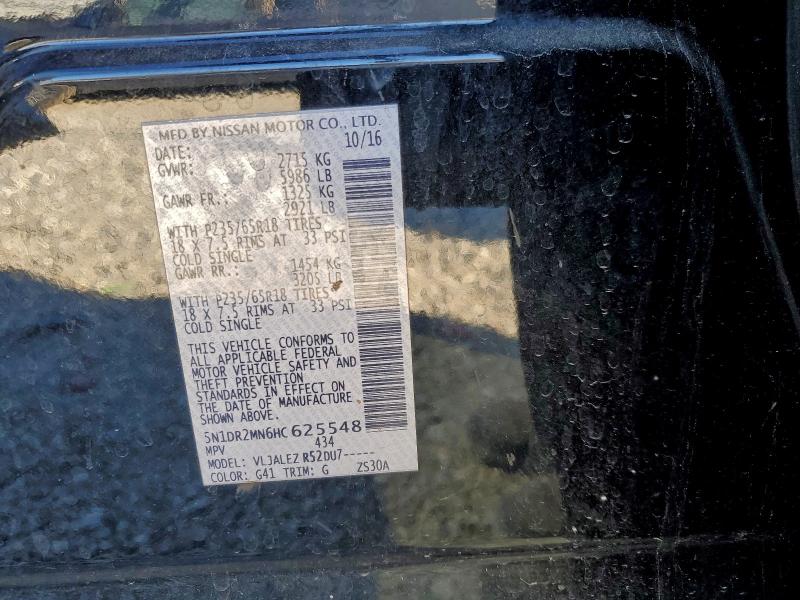 MFD BY NISSAN MOTOR CO., LTD.
DATE: 10/16
GVWR: 2715 KG
5986 LB
GAWR FR.: 1325 KG
2921 LB
WITH P235/65R18 TIRES
18 X 7.5 RIMS AT 33 PSI
COLD SINGLE
GAWR RR.: 1454 KG
3205 LB
WITH P235/65R18 TIRES
18 X 7.5 RIMS AT 33 PSI
COLD SINGLE
THIS VEHICLE CONFORMS TO
ALL APPLICABLE FEDERAL
MOTOR VEHICLE SAFETY AND
THEFT PREVENTION
STANDARDS IN EFFECT ON
THE DATE OF MANUFACTURE
SHOWN ABOVE.
5N1DR2MN6HC 625548
MPV 434
MODEL: VLJALEZ R52DU7-----
COLOR: G41 TRIM: G ZS30A